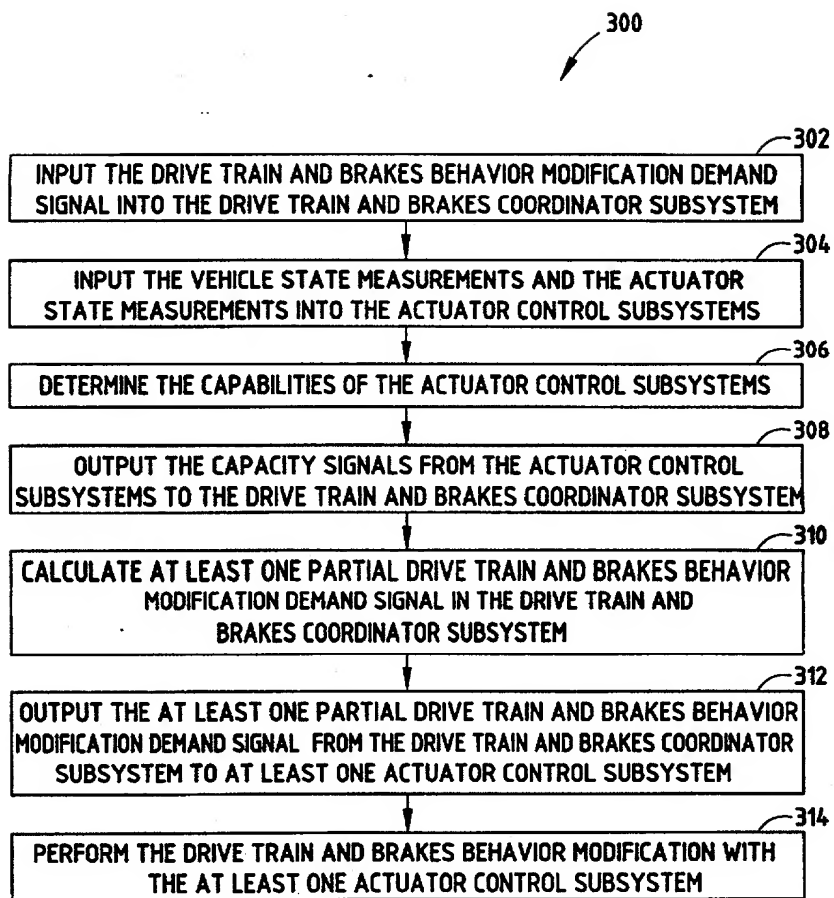 300
302
INPUT THE DRIVE TRAIN AND BRAKES BEHAVIOR MODIFICATION DEMAND
SIGNAL INTO THE DRIVE TRAIN AND BRAKES COORDINATOR SUBSYSTEM
304
INPUT THE VEHICLE STATE MEASUREMENTS AND THE ACTUATOR
STATE MEASUREMENTS INTO THE ACTUATOR CONTROL SUBSYSTEMS
306
DETERMINE THE CAPABILITIES OF THE ACTUATOR CONTROL SUBSYSTEMS
308
OUTPUT THE CAPACITY SIGNALS FROM THE ACTUATOR CONTROL
SUBSYSTEMS TO THE DRIVE TRAIN AND BRAKES COORDINATOR SUBSYSTEM
310
CALCULATE AT LEAST ONE PARTIAL DRIVE TRAIN AND BRAKES BEHAVIOR
MODIFICATION DEMAND SIGNAL IN THE DRIVE TRAIN AND
BRAKES COORDINATOR SUBSYSTEM
312
OUTPUT THE AT LEAST ONE PARTIAL DRIVE TRAIN AND BRAKES BEHAVIOR
MODIFICATION DEMAND SIGNAL FROM THE DRIVE TRAIN AND BRAKES COORDINATOR
SUBSYSTEM TO AT LEAST ONE ACTUATOR CONTROL SUBSYSTEM
314
PERFORM THE DRIVE TRAIN AND BRAKES BEHAVIOR MODIFICATION WITH
THE AT LEAST ONE ACTUATOR CONTROL SUBSYSTEM